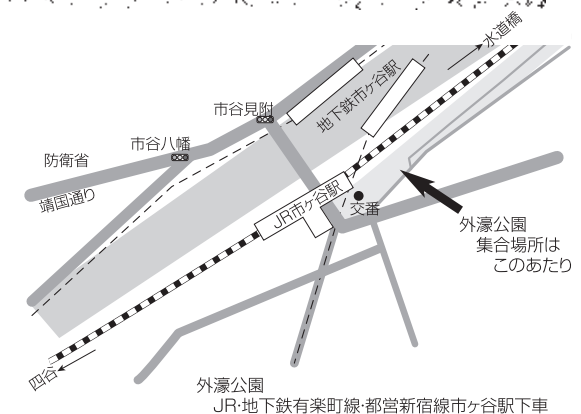 水道橋
地下鉄市ヶ谷駅
市谷見附
市谷八幡
防衛省
靖国通り
JR市ヶ谷駅
交番
外濠公園
集合場所は
このあたり
四谷
外濠公園
JR・地下鉄有楽町線・都営新宿線市ヶ谷駅下車